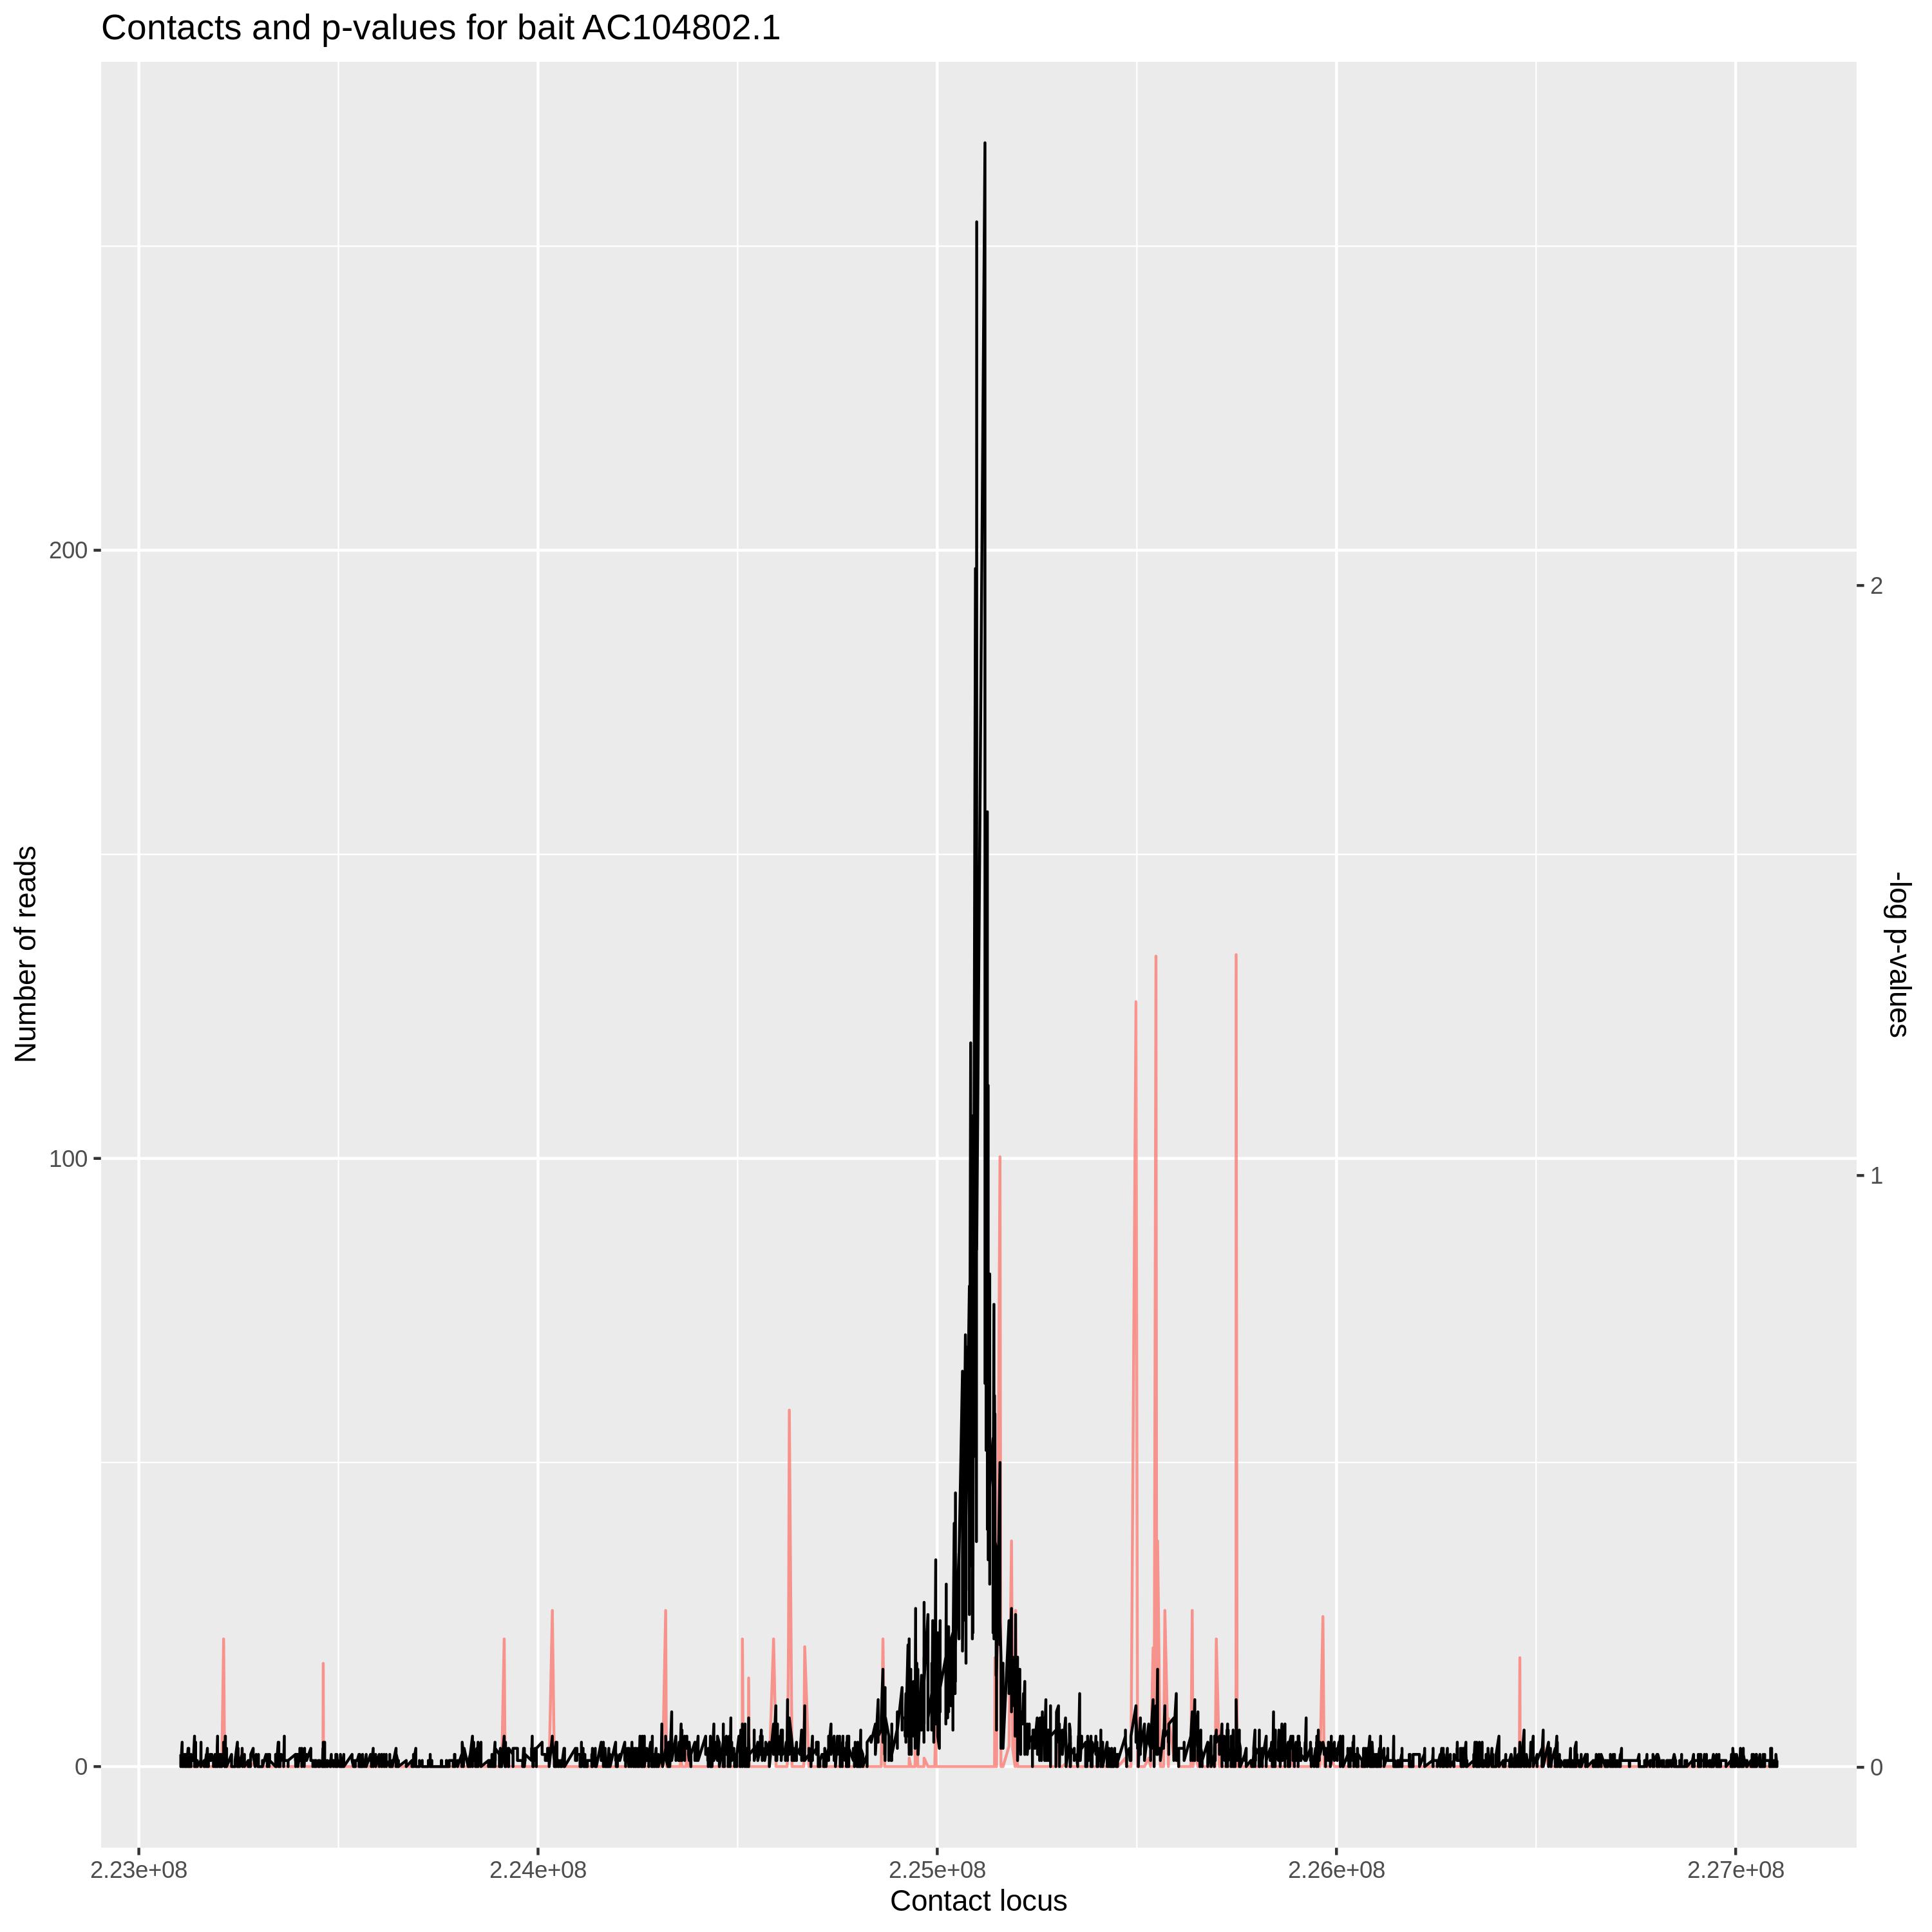 Contacts and p-values for bait AC104802.1
Number of reads
200
100
0
-log p-values
2
1
0
2.23e+08
2.24e+08
2.25e+08
2.26e+08
2.27e+08
Contact locus